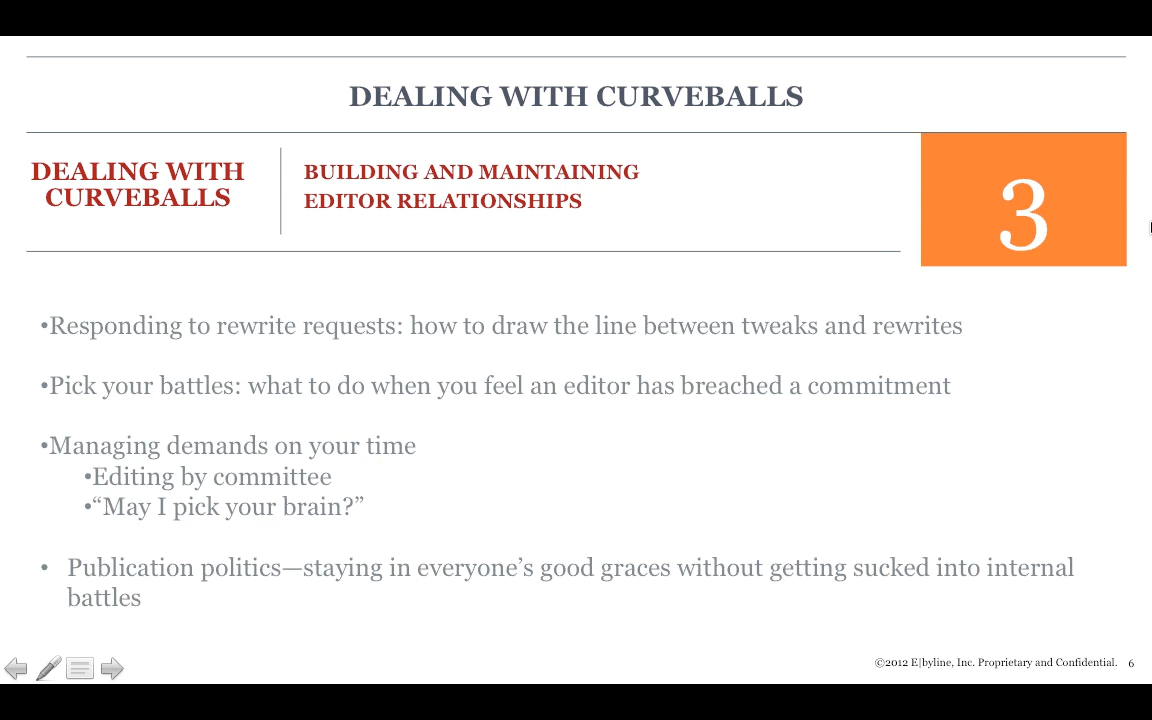 DEALING WITH CURVEBALLS
DEALING WITH
CURVEBALLS
BUILDING AND MAINTAINING
EDITOR RELATIONSHIPS
3
•Responding to rewrite requests: how to draw the line between tweaks and rewrites
•Pick your battles: what to do when you feel an editor has breached a commitment
•Managing demands on your time
•Editing by committee
•“May I pick your brain?”
• Publication politics—staying in everyone’s good graces without getting sucked into internal
battles
©2012 E|byline, Inc. Proprietary and Confidential. 6